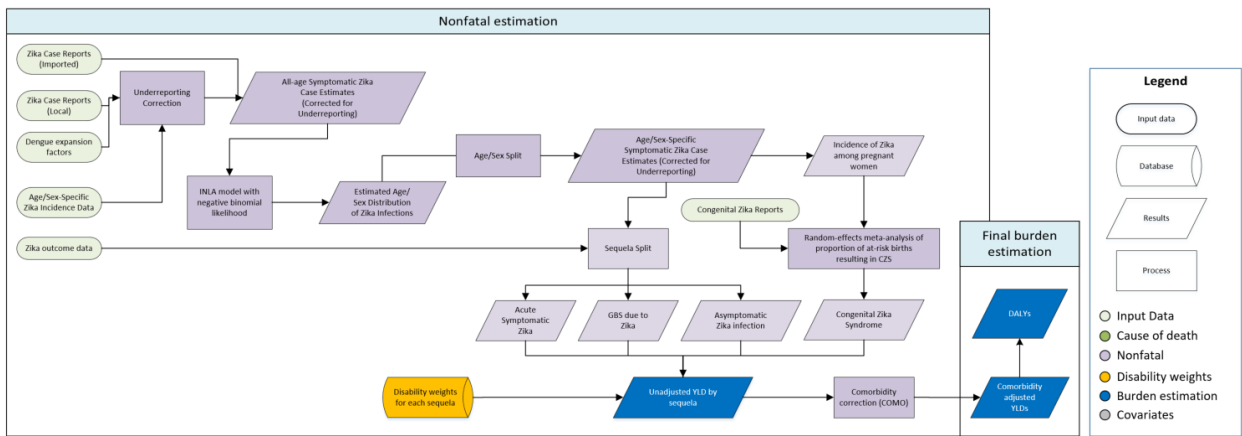 Nonfatal estimation
Zika Case Reports
(Imported)
Zika Case Reports
(Local)
Dengue expansion
factors
Age/Sex-Specific
Zika Incidence Data
Zika outcome data
Underreporting
Correction
All-age Symptomatic Zika
Case Estimates
(Corrected for
Underreporting)
INLA model with
negative binomial
likelihood
Estimated Age/
Sex Distribution
of Zika Infections
Age/Sex Split
Age/Sex-Specific
Symptomatic Zika Case
Estimates (Corrected for
Underreporting)
Incidence of Zika
among pregnant
women
Congenital Zika Reports
Sequela Split
Random-effects meta-analysis of
proportion of at-risk births
resulting in CZS
Acute
Symptomatic
Zika
GBS due to
Zika
Asymptomatic
Zika infection
Congenital Zika
Syndrome
Disability weights
for each sequela
Unadjusted YLD by
sequela
Comorbidity
correction (COMO)
Final burden
estimation
DALYs
Comorbidity
adjusted
YLDs
Legend
Input data
Database
Results
Process
Input Data
Cause of death
Nonfatal
Disability weights
Burden estimation
Covariates